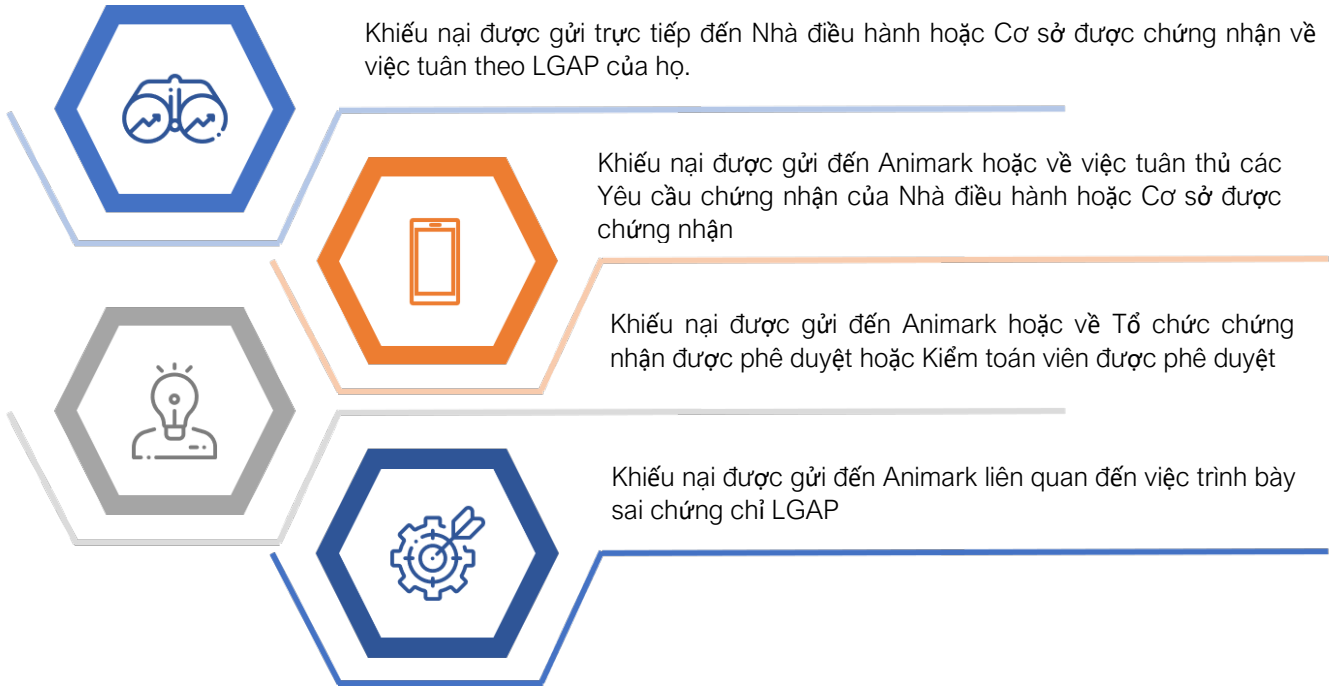 Khiếu nại được gửi trực tiếp đến Nhà điều hành hoặc Cơ sở được chứng nhận về
việc tuân theo LGAP của họ.
Khiếu nại được gửi đến Animark hoặc về việc tuân thủ các
Yêu cầu chứng nhận của Nhà điều hành hoặc Cơ sở được
chứng nhận
Khiếu nại được gửi đến Animark hoặc về Tổ chức chứng
nhận được phê duyệt hoặc Kiểm toán viên được phê duyệt
Khiếu nại được gửi đến Animark liên quan đến việc trình bày
sai chứng chỉ LGAP